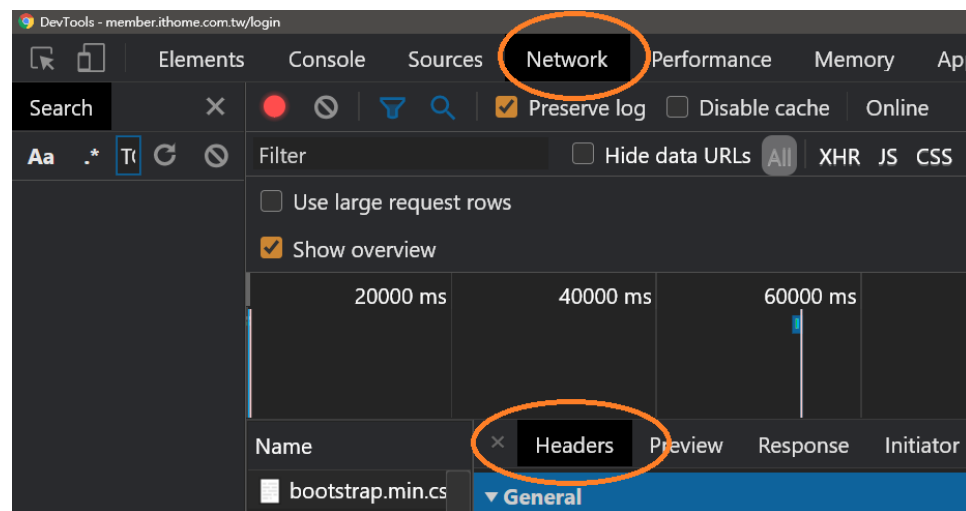 DevTools - member.ithome.com.tw/login
Elements Console Sources Network Performance Memory
Search Preserve log Disable cache Online
Aa .* Filter Hide data URLs All XHR JS CSS
Use large request rows
Show overview
20000 ms 40000 ms 60000 ms
Name Headers Preview Response Initiator
bootstrap.min.cs General